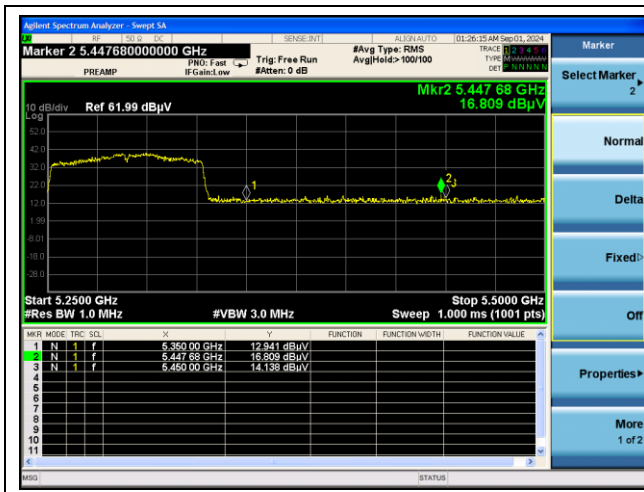 Agilent Spectrum Analyzer - Swept SA
RF 50 Ω DC SENSE:INT ALIGN AUTO 01:26:15 AM Sep 01, 2024
Marker 2 5.447680000000 GHz
#Avg Type: RMS
TRACE 1 2 3 4 5 6
PNO: Fast Trig: Free Run Avg|Hold:>100/100
TYPE M
PREAMP IFGain:Low #Atten: 0 dB
DET P N N N N N
Mkr2 5.447 68 GHz
16.809 dBµV
10 dB/div Ref 61.99 dBµV
Log
52.0
42.0
32.0
22.0
12.0
1.99
-8.01
-18.0
-28.0
1
2
3
Start 5.2500 GHz Stop 5.5000 GHz
#Res BW 1.0 MHz #VBW 3.0 MHz Sweep 1.000 ms (1001 pts)
MKR MODE TRC SCL X Y FUNCTION FUNCTION WIDTH FUNCTION VALUE
1 N 1 f 5.350 00 GHz 12.941 dBµV
2 N 1 f 5.447 68 GHz 16.809 dBµV
3 N 1 f 5.450 00 GHz 14.138 dBµV
4
5
6
7
8
9
10
11
MSG STATUS
Marker
Select Marker
2
Normal
Delta
Fixed
Off
Properties
More
1 of 2